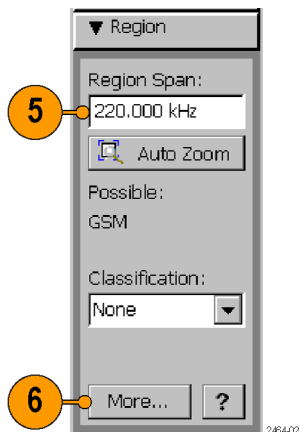 ▼ Region
Region Span:
5
220.000 kHz
Auto Zoom
Possible:
GSM
Classification:
None
6
More...
?
2464-02